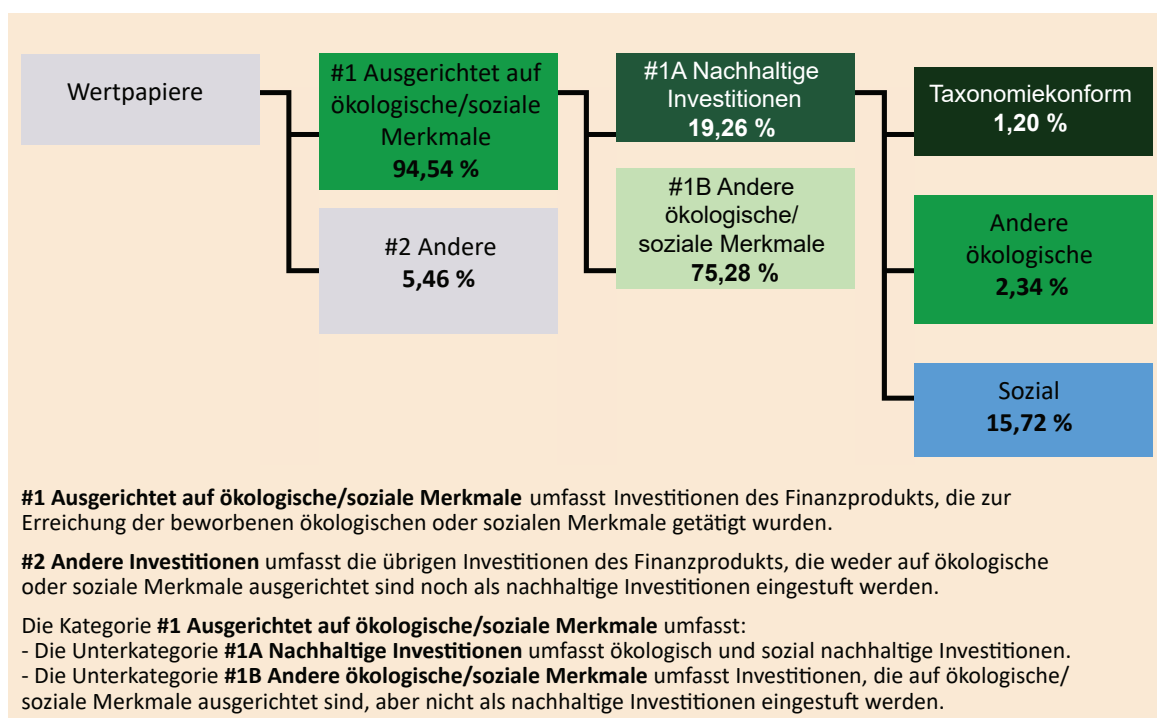 Wertpapiere
#1 Ausgerichtet auf
ökologische/soziale
Merkmale
94,54 %
#2 Andere
5,46 %
#1A Nachhaltige
Investitionen
19,26 %
#1B Andere
ökologische/
soziale Merkmale
75,28 %
Taxonomiekonform
1,20 %
Andere
ökologische
2,34 %
Sozial
15,72 %
#1 Ausgerichtet auf ökologische/soziale Merkmale umfasst Investitionen des Finanzprodukts, die zur
Erreichung der beworbenen ökologischen oder sozialen Merkmale getätigt wurden.
#2 Andere Investitionen umfasst die übrigen Investitionen des Finanzprodukts, die weder auf ökologische
oder soziale Merkmale ausgerichtet sind noch als nachhaltige Investitionen eingestuft werden.
Die Kategorie #1 Ausgerichtet auf ökologische/soziale Merkmale umfasst:
- Die Unterkategorie #1A Nachhaltige Investitionen umfasst ökologisch und sozial nachhaltige Investitionen.
- Die Unterkategorie #1B Andere ökologische/soziale Merkmale umfasst Investitionen, die auf ökologische/
soziale Merkmale ausgerichtet sind, aber nicht als nachhaltige Investitionen eingestuft werden.